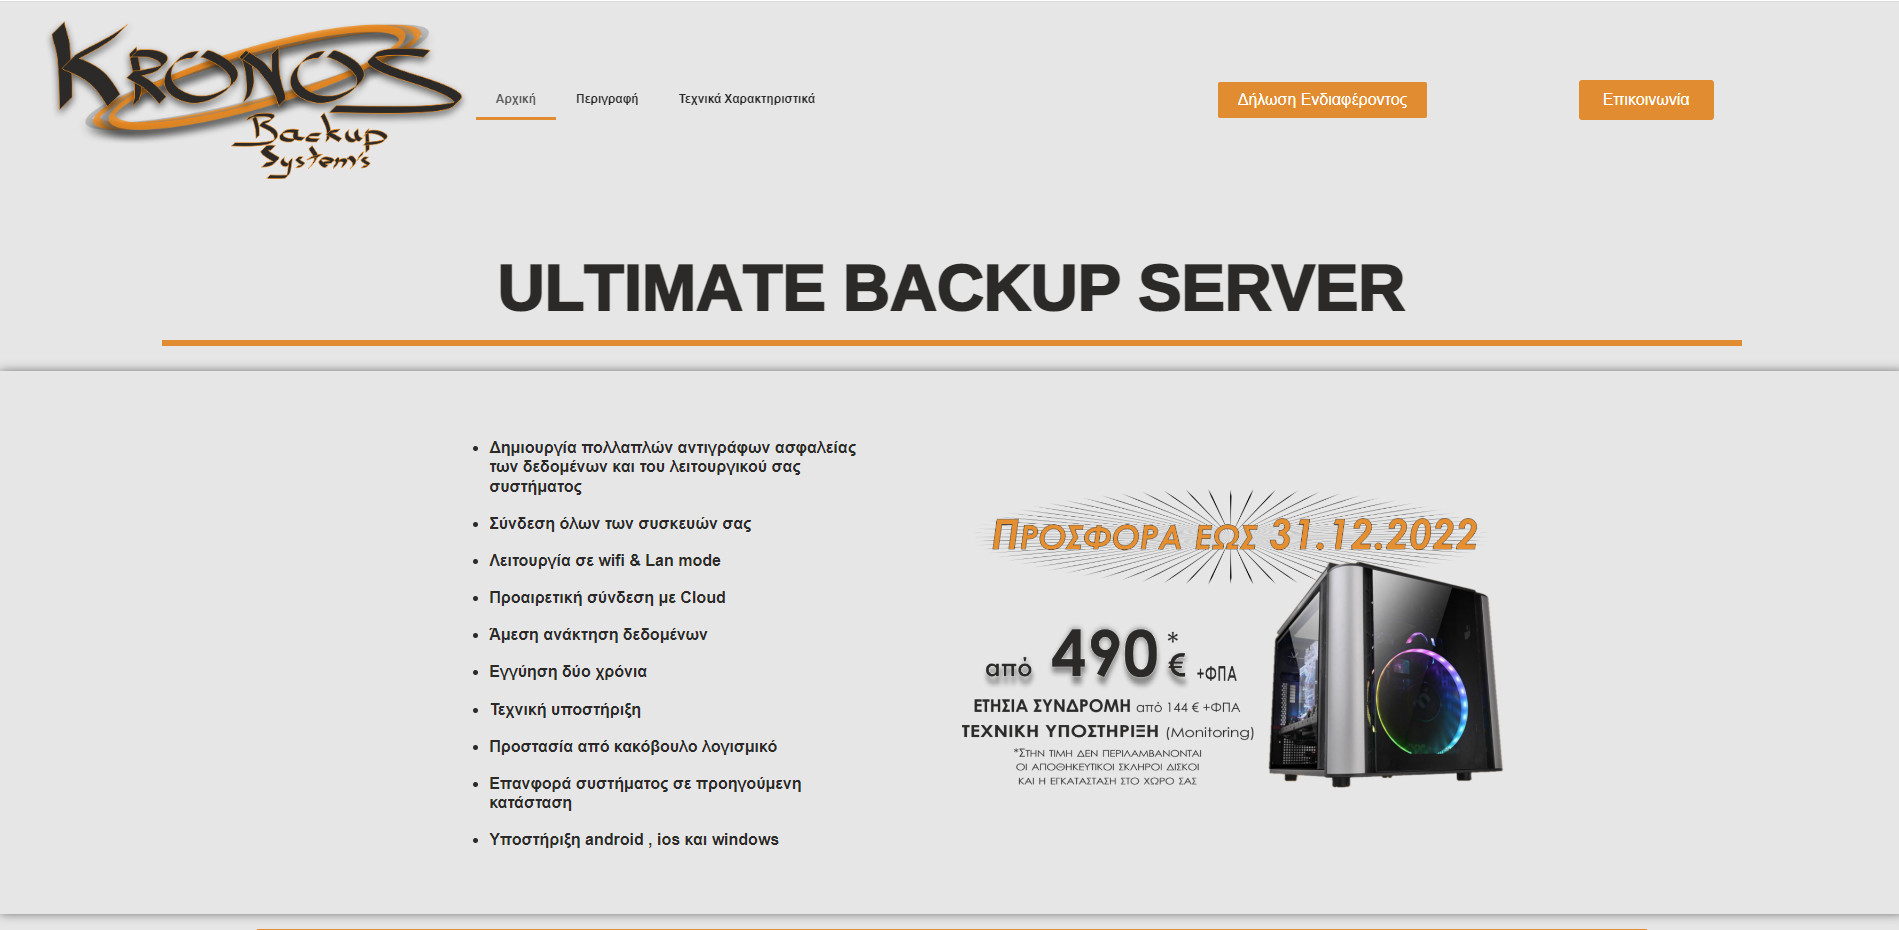 KRONOS
Backup
Systems
Αρχική
Περιγραφή
Τεχνικά Χαρακτηριστικά
Δήλωση Ενδιαφέροντος
Επικοινωνία
ULTIMATE BACKUP SERVER
Δημιουργία πολλαπλών αντιγράφων ασφαλείας
των δεδομένων και του λειτουργικού σας
συστήματος
Σύνδεση όλων των συσκευών σας
Λειτουργία σε wifi & Lan mode
Προαιρετική σύνδεση με Cloud
Άμεση ανάκτηση δεδομένων
Εγγύηση δύο χρόνια
Τεχνική υποστήριξη
Προστασία από κακόβουλο λογισμικό
Επανφορά συστήματος σε προηγούμενη
κατάσταση
Υποστήριξη android , ios και windows
ΠΡΟΣΦΟΡΑ ΕΩΣ 31.12.2022
από 490 €* +ΦΠΑ
ΕΤΗΣΙΑ ΣΥΝΔΡΟΜΗ από 144 € +ΦΠΑ
ΤΕΧΝΙΚΗ ΥΠΟΣΤΗΡΙΞΗ (Monitoring)
*ΣΤΗΝ ΤΙΜΗ ΔΕΝ ΠΕΡΙΛΑΜΒΑΝΟΝΤΑΙ
ΟΙ ΑΠΟΘΗΚΕΥΤΙΚΟΙ ΣΚΛΗΡΟΙ ΔΙΣΚΟΙ
ΚΑΙ Η ΕΓΚΑΤΑΣΤΑΣΗ ΣΤΟ ΧΩΡΟ ΣΑΣ